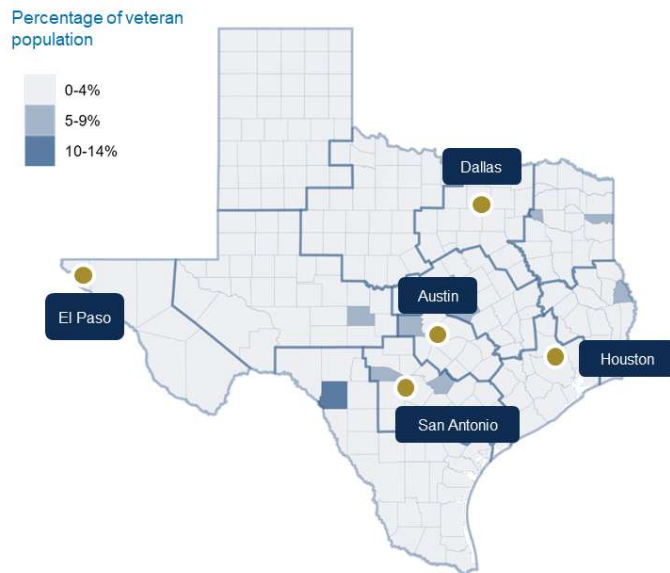 Percentage of veteran
population
0-4%
5-9%
10-14%
Dallas
Austin
El Paso
Houston
San Antonio